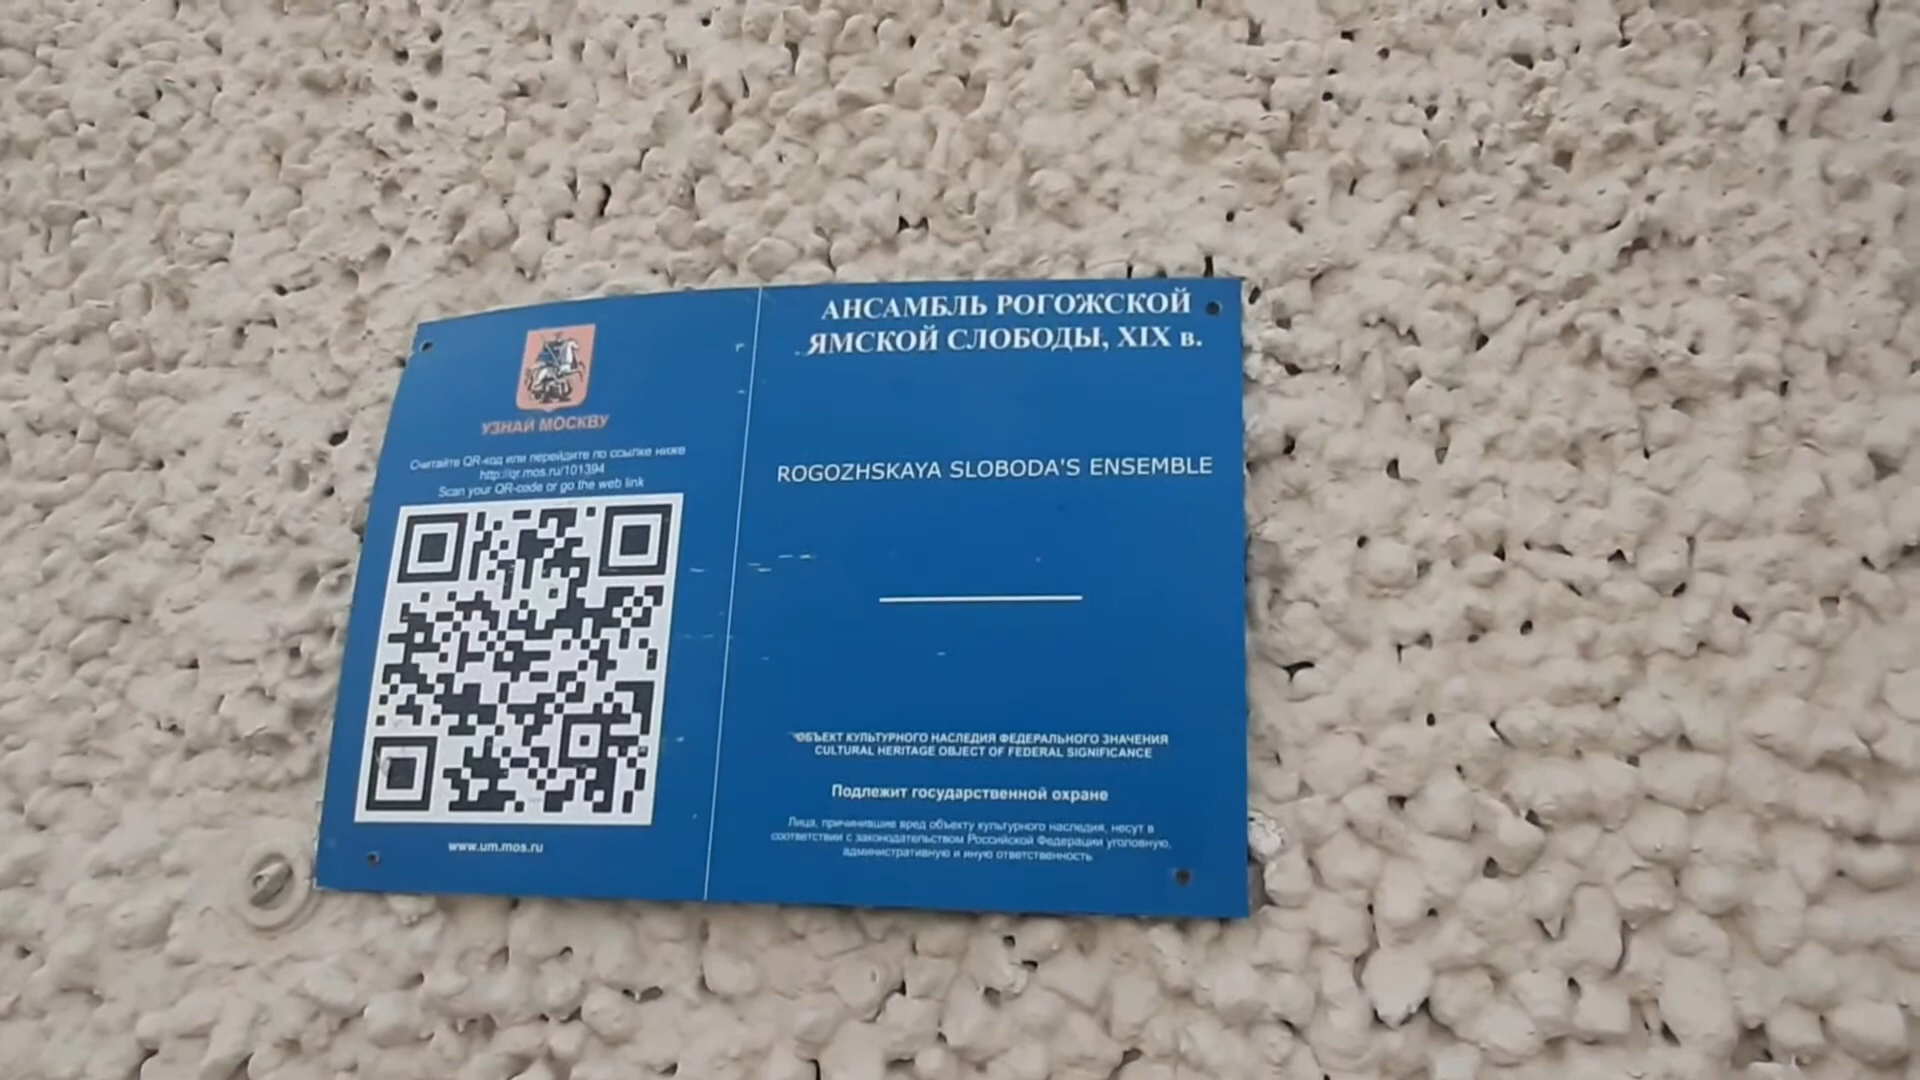 УЗНАЙ МОСКВУ
Считайте QR-код или перейдите по ссылке ниже
http://qr.mos.ru/101394
Scan your QR-code or go the web link
www.um.mos.ru
АНСАМБЛЬ РОГОЖСКОЙ
ЯМСКОЙ СЛОБОДЫ, XIX в.
ROGOZHSKAYA SLOBODA'S ENSEMBLE
ОБЪЕКТ КУЛЬТУРНОГО НАСЛЕДИЯ ФЕДЕРАЛЬНОГО ЗНАЧЕНИЯ
CULTURAL HERITAGE OBJECT OF FEDERAL SIGNIFICANCE
Подлежит государственной охране
Лица, причинившие вред объекту культурного наследия, несут в
соответствии с законодательством Российской Федерации уголовную,
административную и иную ответственность